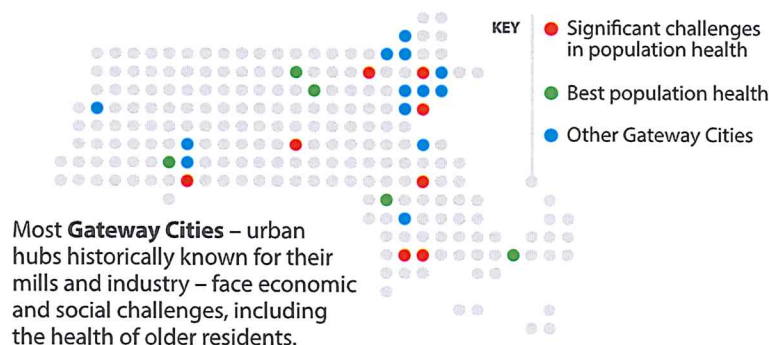 KEY
Significant challenges
in population health
Best population health
Other Gateway Cities
Most Gateway Cities – urban
hubs historically known for their
mills and industry – face economic
and social challenges, including
the health of older residents.